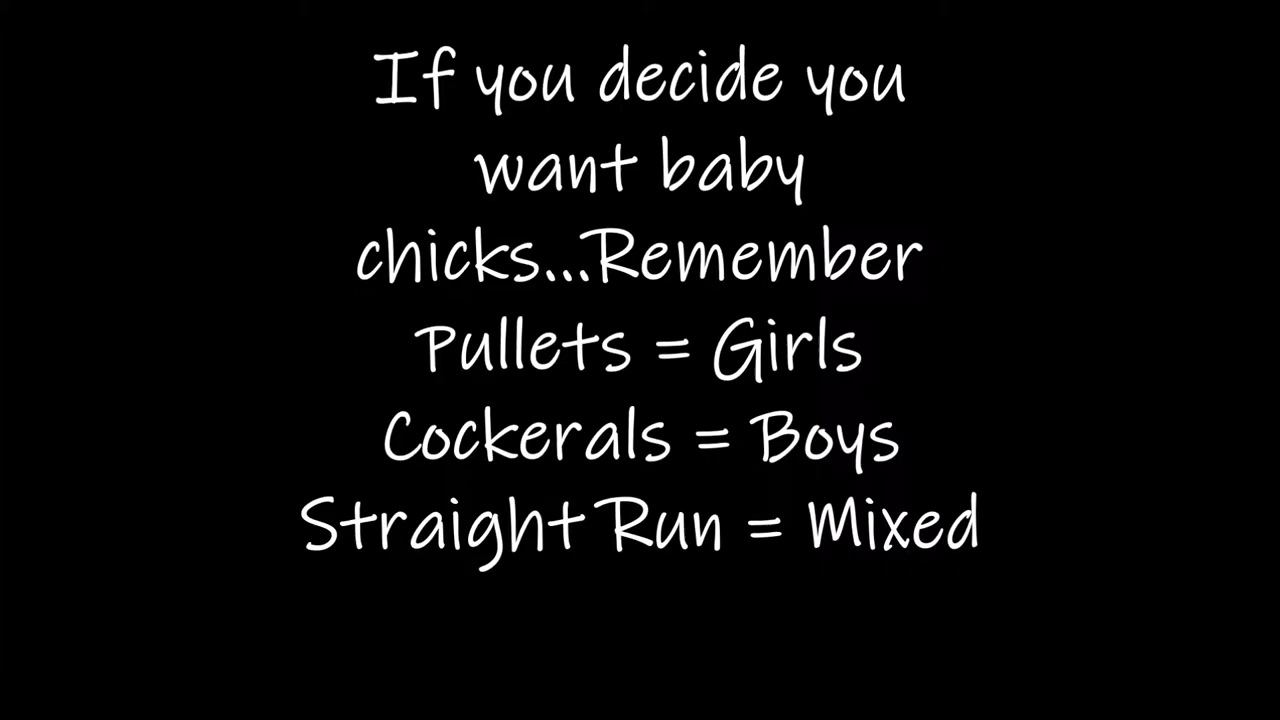 If you decide you
want baby
chicks...Remember
Pullets = Girls
Cockerals = Boys
Straight Run = Mixed